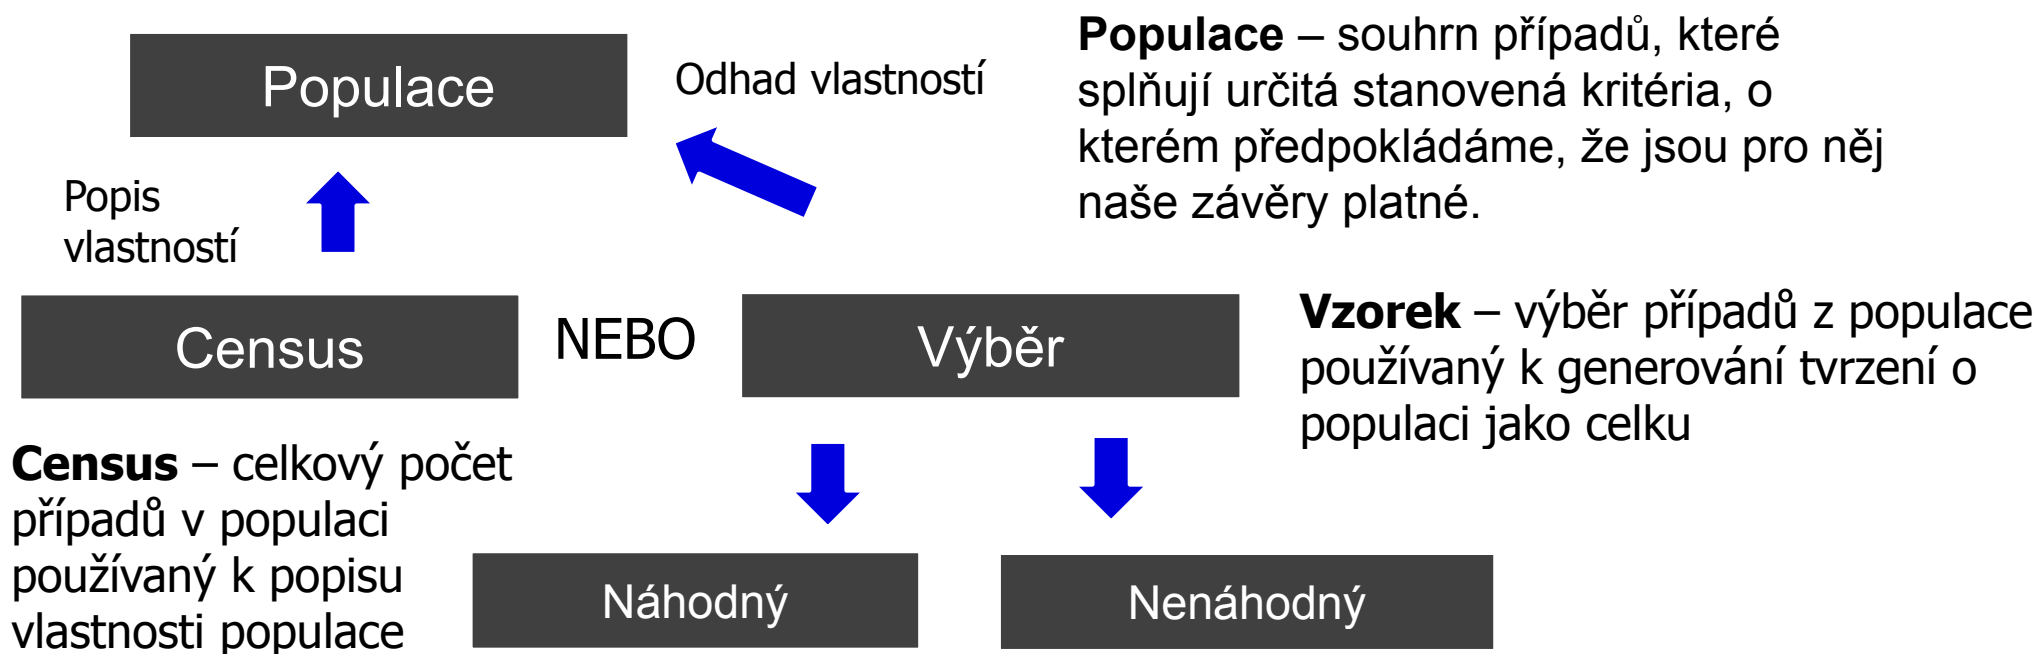 Populace
Odhad vlastností
Populace – souhrn případů, které
splňují určitá stanovená kritéria, o
kterém předpokládáme, že jsou pro něj
naše závěry platné.
Popis
vlastností
Census
NEBO
Výběr
Vzorek – výběr případů z populace
používaný k generování tvrzení o
populaci jako celku
Census – celkový počet
případů v populaci
používaný k popisu
vlastnosti populace
Náhodný
Nenáhodný